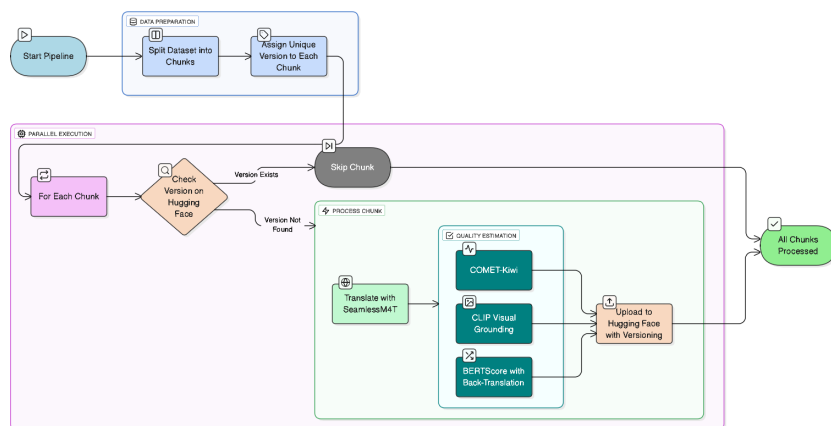 DATA PREPARATION
Start Pipeline
Split Dataset into
Chunks
Assign Unique
Version to Each
Chunk
PARALLEL EXECUTION
For Each Chunk
Check
Version on
Hugging
Face
Version Exists
Skip Chunk
Version Not
Found
PROCESS CHUNK
Translate with
SeamlessM4T
QUALITY ESTIMATION
COMET-Kiwi
CLIP Visual
Grounding
BERTScore with
Back-Translation
Upload to
Hugging Face
with Versioning
All Chunks
Processed